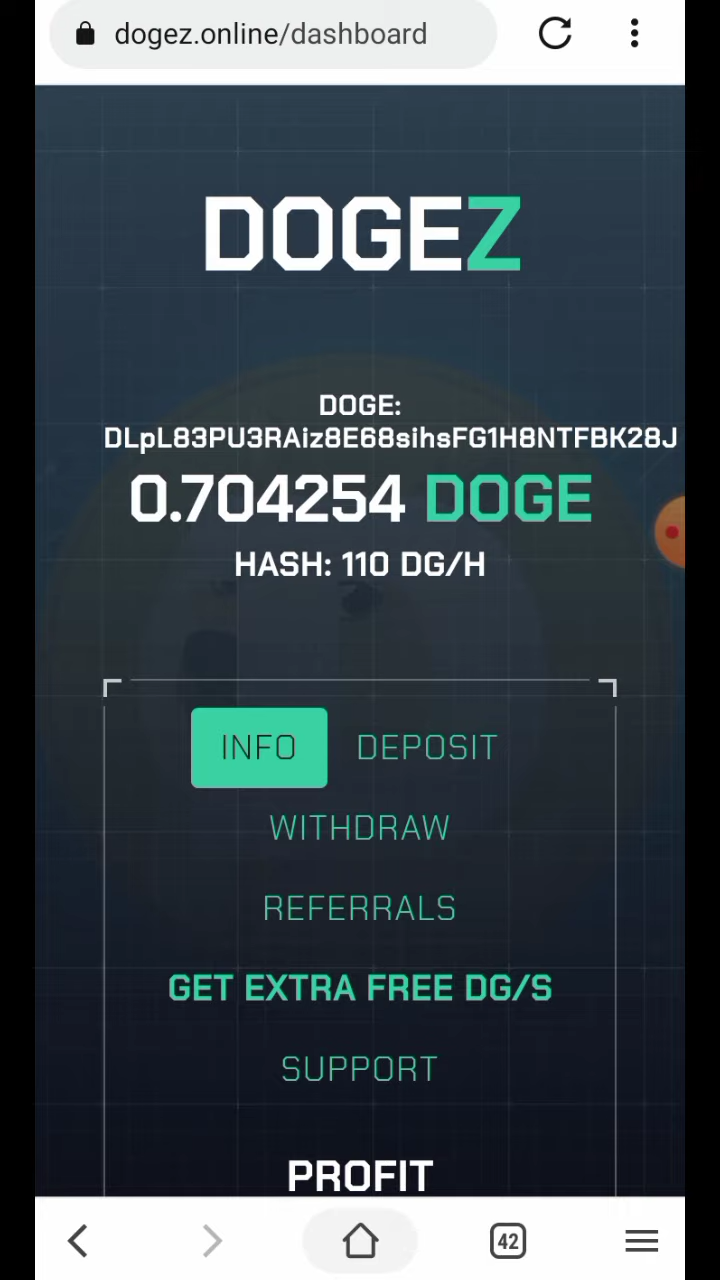 dogez.online/dashboard
DOGEZ
DOGE:
DLpL83PU3RAiz8E68sihsFG1H8NTFBK28J
0.704254 DOGE
HASH: 110 DG/H
INFO DEPOSIT
WITHDRAW
REFERRALS
GET EXTRA FREE DG/S
SUPPORT
PROFIT
42